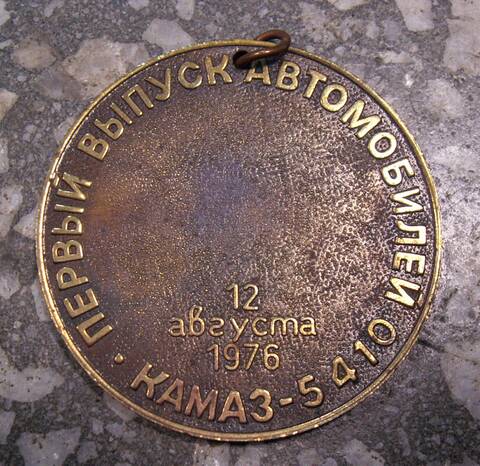 ПЕРВЫЙ ВЫПУСК АВТОМОБИЛЕЙ
КАМАЗ-5410
12
августа
1976